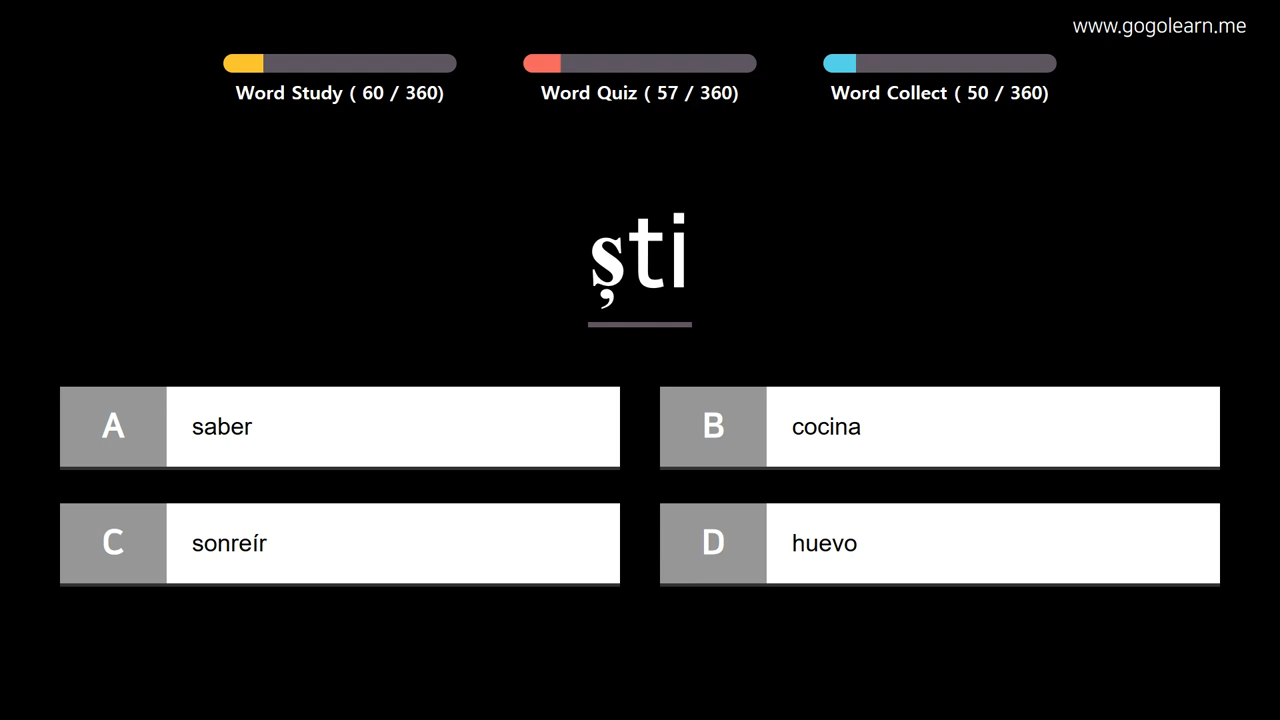 www.gogolearn.me
Word Study ( 60 / 360)
Word Quiz ( 57 / 360)
Word Collect ( 50 / 360)
ști
A saber
B cocina
C sonreír
D huevo